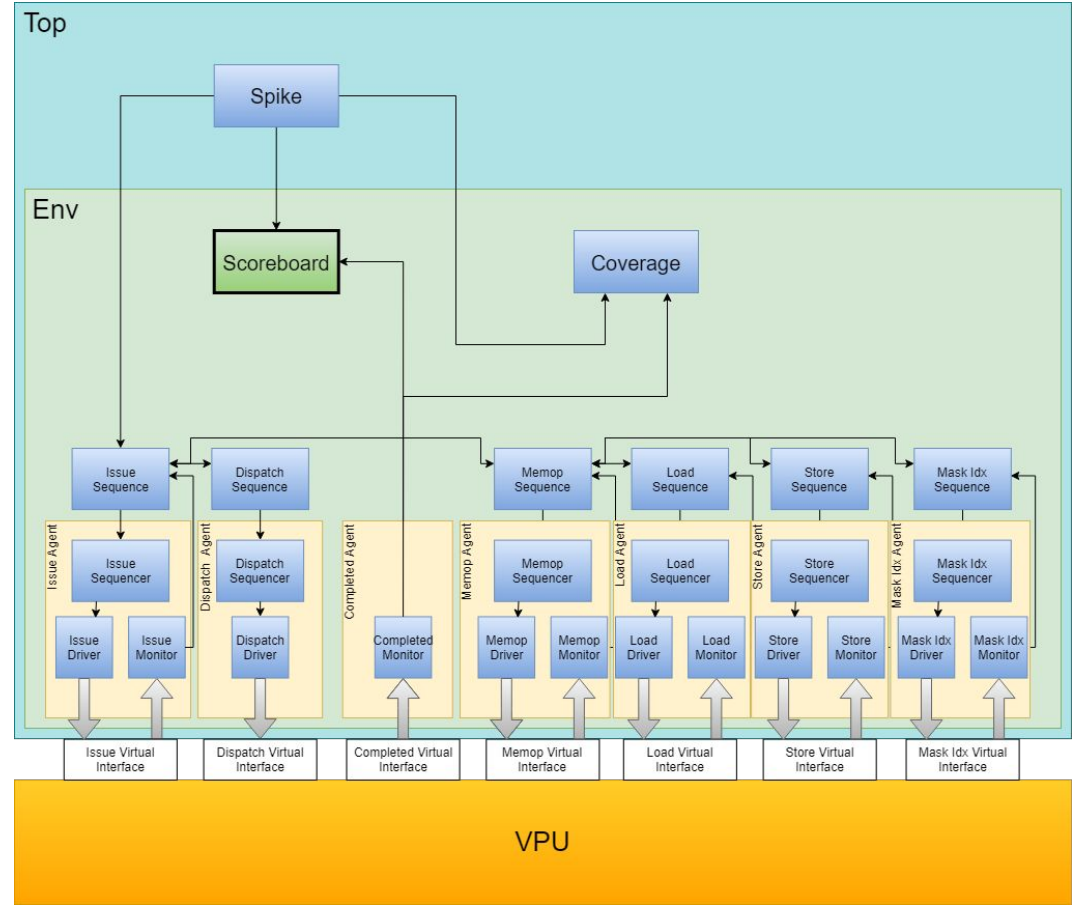 Top
Spike
Env
Scoreboard
Coverage
Issue
Sequence
Dispatch
Sequence
Memop
Sequence
Load
Sequence
Store
Sequence
Mask Idx
Sequence
Issue Agent
Issue
Sequencer
Dispatch Agent
Dispatch
Sequencer
Completed Agent
Memop Agent
Memop
Sequencer
Load Agent
Load
Sequencer
Store Agent
Store
Sequencer
Mask Idx Agent
Mask Idx
Sequencer
Issue
Driver
Issue
Monitor
Dispatch
Driver
Completed
Monitor
Memop
Driver
Memop
Monitor
Load
Driver
Load
Monitor
Store
Driver
Store
Monitor
Mask Idx
Driver
Mask Idx
Monitor
Issue Virtual
Interface
Dispatch Virtual
Interface
Completed Virtual
Interface
Memop Virtual
Interface
Load Virtual
Interface
Store Virtual
Interface
Mask Idx Virtual
Interface
VPU